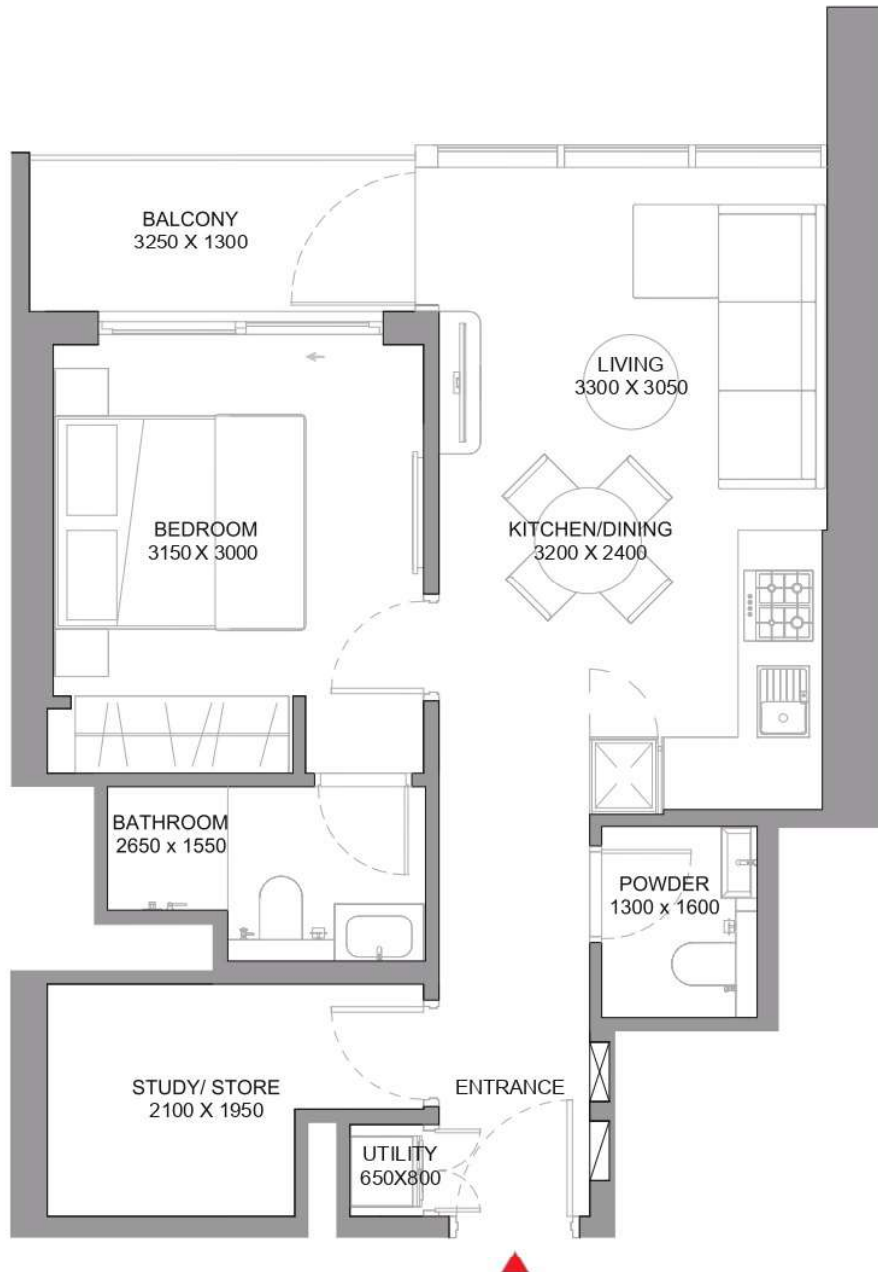 BALCONY
3250 X 1300
LIVING
3300 X 3050
BEDROOM
3150 X 3000
KITCHEN/DINING
3200 X 2400
BATHROOM
2650 x 1550
POWDER
1300 x 1600
STUDY/ STORE
2100 X 1950
ENTRANCE
UTILITY
650X800